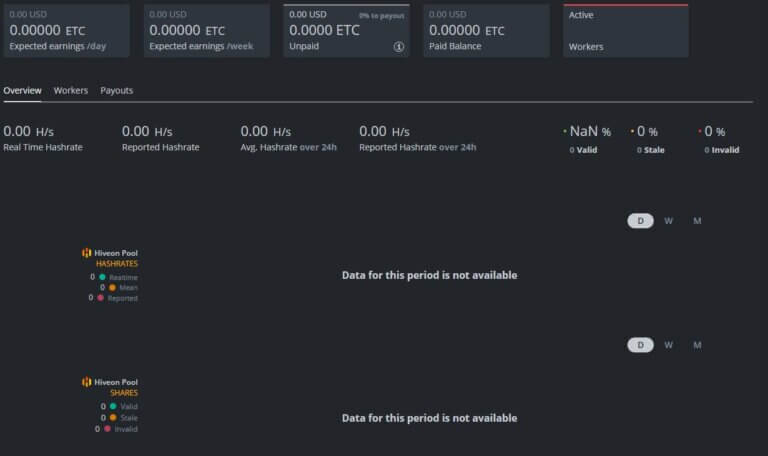 0.00 USD
0.00000 ETC
Expected earnings /day
0.00 USD
0.00000 ETC
Expected earnings /week
0.00 USD 0% to payout
0.0000 ETC
Unpaid
0.00 USD
0.00000 ETC
Paid Balance
Active
Workers
Overview Workers Payouts
0.00 H/s
Real Time Hashrate
0.00 H/s
Reported Hashrate
0.00 H/s
Avg. Hashrate over 24h
0.00 H/s
Reported Hashrate over 24h
NaN %
0 Valid
0 %
0 Stale
0 %
0 Invalid
D W M
Hiveon Pool
HASHRATES
0 Realtime
0 Mean
0 Reported
Data for this period is not available
D W M
Hiveon Pool
SHARES
0 Valid
0 Stale
0 Invalid
Data for this period is not available